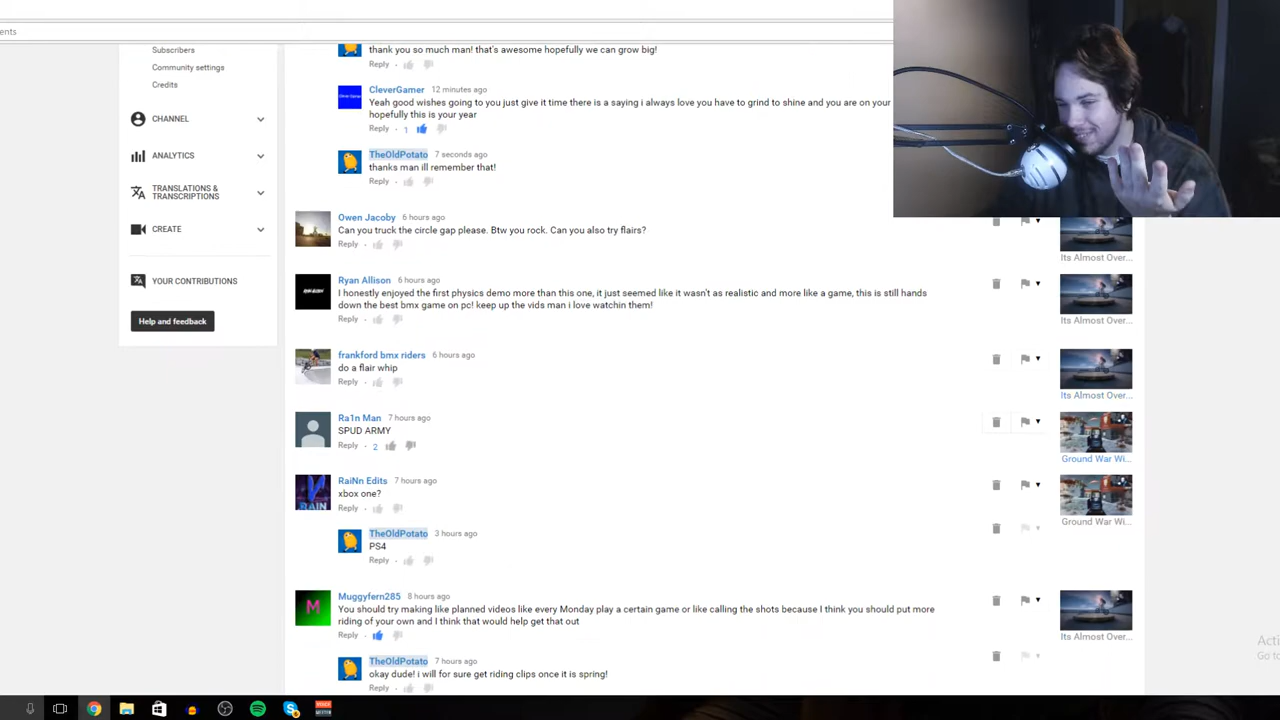 ents
Subscribers
Community settings
Credits
CHANNEL
ANALYTICS
TRANSLATIONS &
TRANSCRIPTIONS
CREATE
YOUR CONTRIBUTIONS
Help and feedback
thank you so much man! that's awesome hopefully we can grow big!
Reply
CleverGamer 12 minutes ago
Yeah good wishes going to you just give it time there is a saying i always love you have to grind to shine and you are on your
hopefully this is your year
Reply 1
TheOldPotato 7 seconds ago
thanks man ill remember that!
Reply
Owen Jacoby 6 hours ago
Can you truck the circle gap please. Btw you rock. Can you also try flairs?
Reply
Its Almost Over...
Ryan Allison 6 hours ago
I honestly enjoyed the first physics demo more than this one, it just seemed like it wasn't as realistic and more like a game, this is still hands
down the best bmx game on pc! keep up the vids man i love watchin them!
Reply
Its Almost Over...
frankford bmx riders 6 hours ago
do a flair whip
Reply
Its Almost Over...
Ra1n Man 7 hours ago
SPUD ARMY
Reply 2
Ground War Wi...
RaiNn Edits 7 hours ago
xbox one?
Reply
Ground War Wi...
TheOldPotato 3 hours ago
PS4
Reply
M
Muggyfern285 8 hours ago
You should try making like planned videos like every Monday play a certain game or like calling the shots because I think you should put more
riding of your own and I think that would help get that out
Reply
Its Almost Over...
TheOldPotato 7 hours ago
okay dude! i will for sure get riding clips once it is spring!
Reply
Acti
Go to